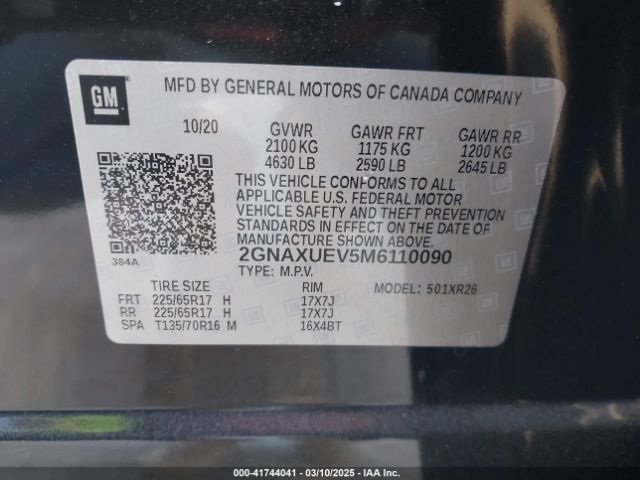 GM
MFD BY GENERAL MOTORS OF CANADA COMPANY
10/20 GVWR GAWR FRT GAWR RR
2100 KG 1175 KG 1200 KG
4630 LB 2590 LB 2645 LB
THIS VEHICLE CONFORMS TO ALL
APPLICABLE U.S. FEDERAL MOTOR
VEHICLE SAFETY AND THEFT PREVENTION
STANDARDS IN EFFECT ON THE DATE OF
MANUFACTURE SHOWN ABOVE.
384A 2GNAXUEV5M6110090
TYPE: M.P.V.
TIRE SIZE RIM MODEL: 501XR26
FRT 225/65R17 H 17X7J
RR 225/65R17 H 17X7J
SPA T135/70R16 M 16X4BT
000-41744041 — 03/10/2025 — IAA Inc.